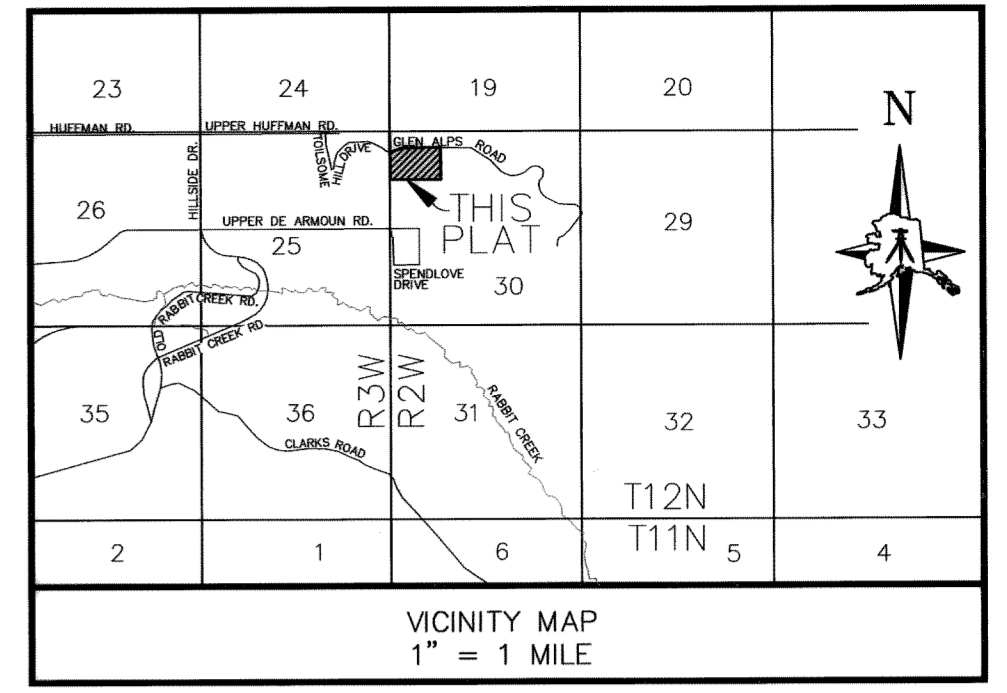 23
24
19
20
N
HUFFMAN RD.
UPPER HUFFMAN RD.
GLEN ALPS ROAD
TOILSOME
HILL DRIVE
HILLSIDE DR.
THIS
PLAT
26
UPPER DE ARMOUN RD.
25
29
SPENDLOVE
DRIVE
30
OLD RABBIT CREEK RD.
RABBIT CREEK RD.
R3W
R2W
35
36
31
RABBIT CREEK
32
33
CLARKS ROAD
T12N
T11N
2
1
6
5
4
VICINITY MAP
1" = 1 MILE